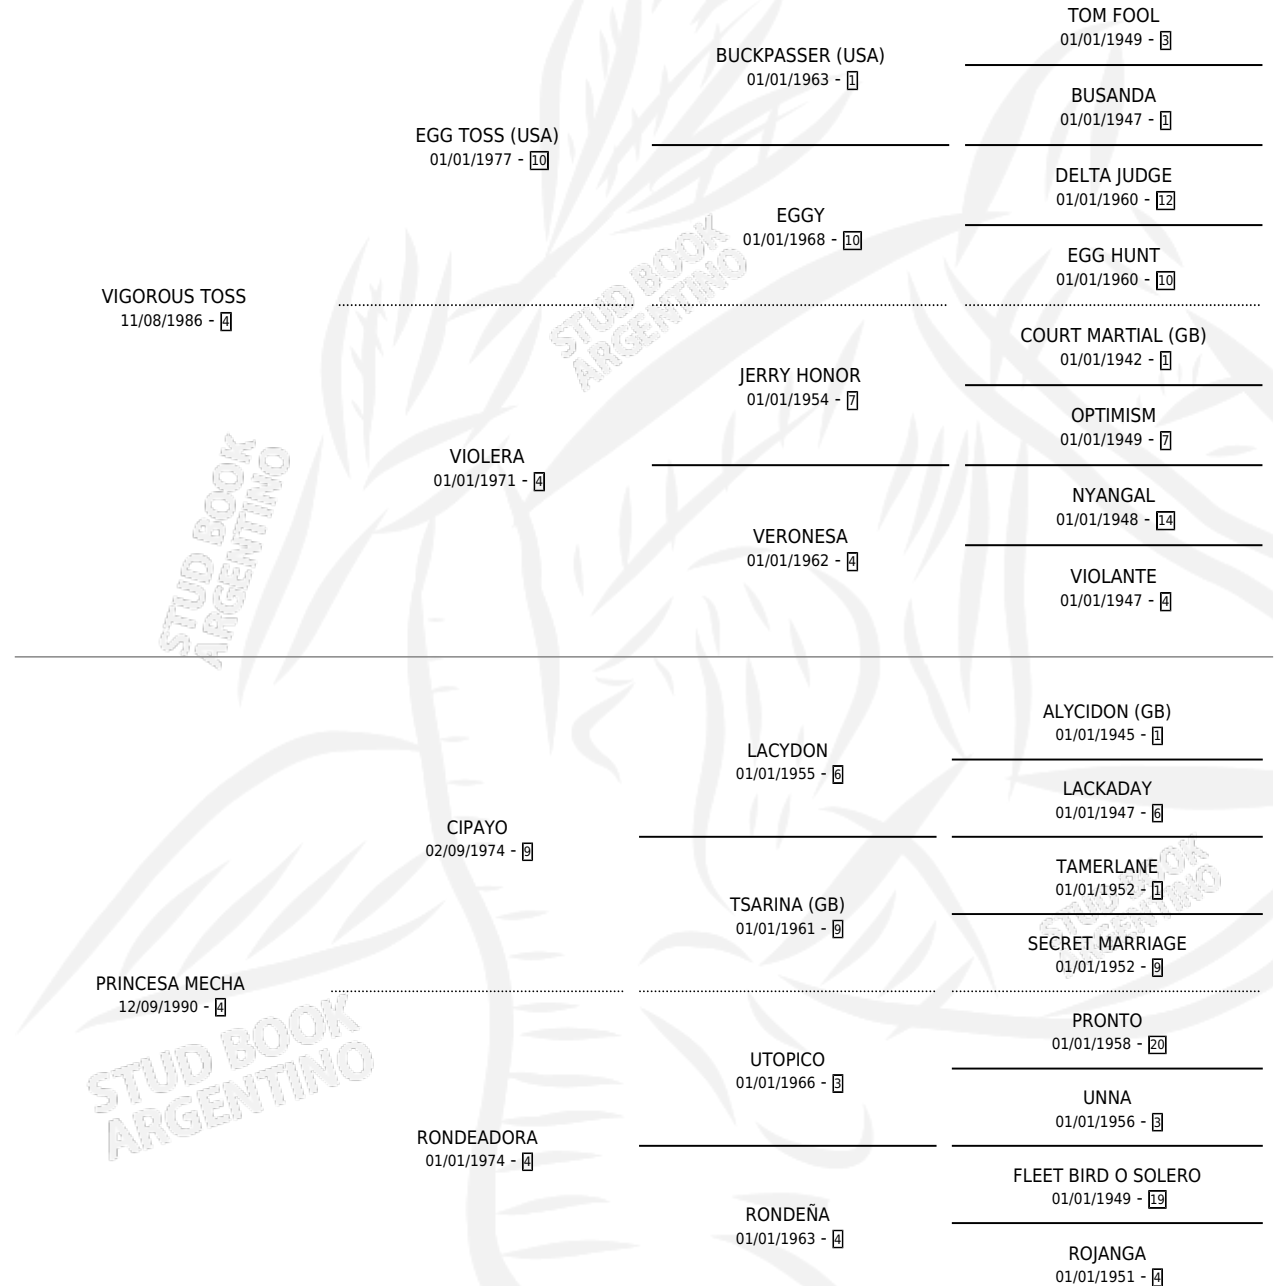 TOM FOOL
01/01/1949 - 3
BUCKPASSER (USA)
01/01/1963 - 1
BUSANDA
01/01/1947 - 1
EGG TOSS (USA)
01/01/1977 - 10
DELTA JUDGE
01/01/1960 - 12
EGGY
01/01/1968 - 10
EGG HUNT
01/01/1960 - 10
VIGOROUS TOSS
11/08/1986 - 4
STUD BOOK
ARGENTINO
COURT MARTIAL (GB)
01/01/1942 - 1
JERRY HONOR
01/01/1954 - 7
OPTIMISM
01/01/1949 - 7
VIOLERA
01/01/1971 - 4
NYANGAL
01/01/1948 - 14
VERONESA
01/01/1962 - 4
VIOLANTE
01/01/1947 - 4
STUD BOOK
ARGENTINO
ALYCIDON (GB)
01/01/1945 - 1
LACYDON
01/01/1955 - 6
LACKADAY
01/01/1947 - 6
CIPAYO
02/09/1974 - 9
TAMERLANE
01/01/1952 - 1
TSARINA (GB)
01/01/1961 - 9
SECRET MARRIAGE
01/01/1952 - 9
STUD BOOK
ARGENTINO
PRINCESA MECHA
12/09/1990 - 4
PRONTO
01/01/1958 - 20
UTOPICO
01/01/1966 - 3
UNNA
01/01/1956 - 3
STUD BOOK
ARGENTINO
RONDEADORA
01/01/1974 - 4
FLEET BIRD O SOLERO
01/01/1949 - 19
RONDEÑA
01/01/1963 - 4
ROJANGA
01/01/1951 - 4